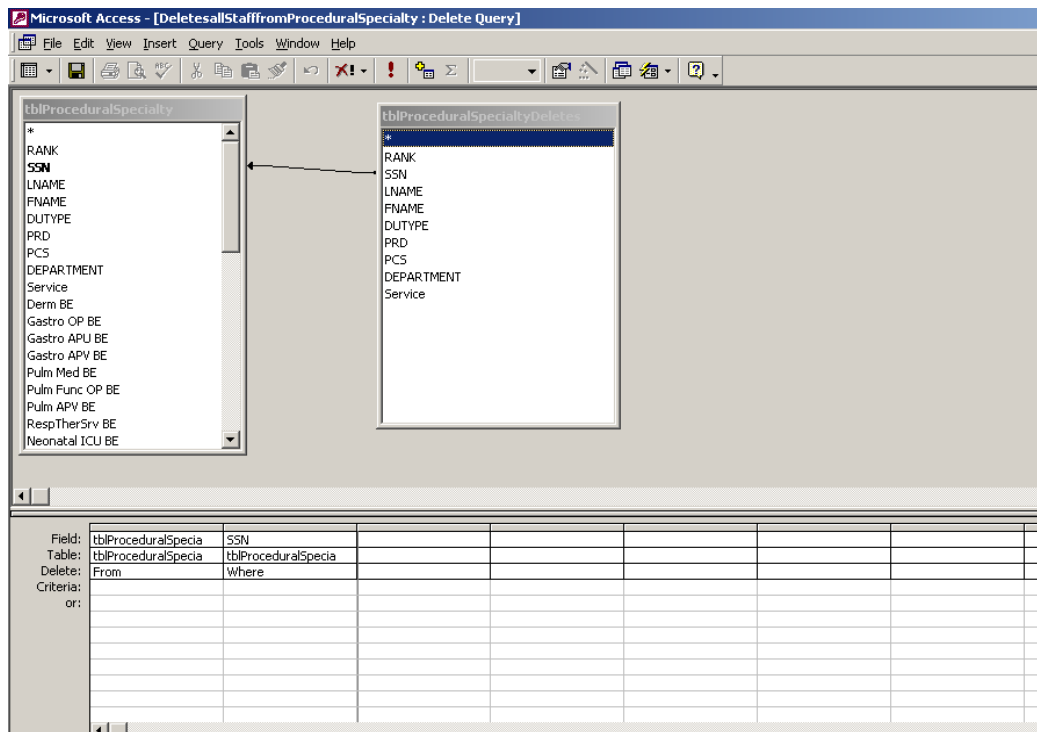 Microsoft Access - [DeletesallStafffromProceduralSpecialty : Delete Query]
File Edit View Insert Query Tools Window Help
tblProceduralSpecialty
*
RANK
SSN
LNAME
FNAME
DUTYPE
PRD
PCS
DEPARTMENT
Service
Derm BE
Gastro OP BE
Gastro APU BE
Gastro APV BE
Pulm Med BE
Pulm Func OP BE
Pulm APV BE
RespTherSrv BE
Neonatal ICU BE
tblProceduralSpecialtyDeletes
*
RANK
SSN
LNAME
FNAME
DUTYPE
PRD
PCS
DEPARTMENT
Service
Field: tblProceduralSpecia SSN
Table: tblProceduralSpecia tblProceduralSpecia
Delete: From Where
Criteria:
or: